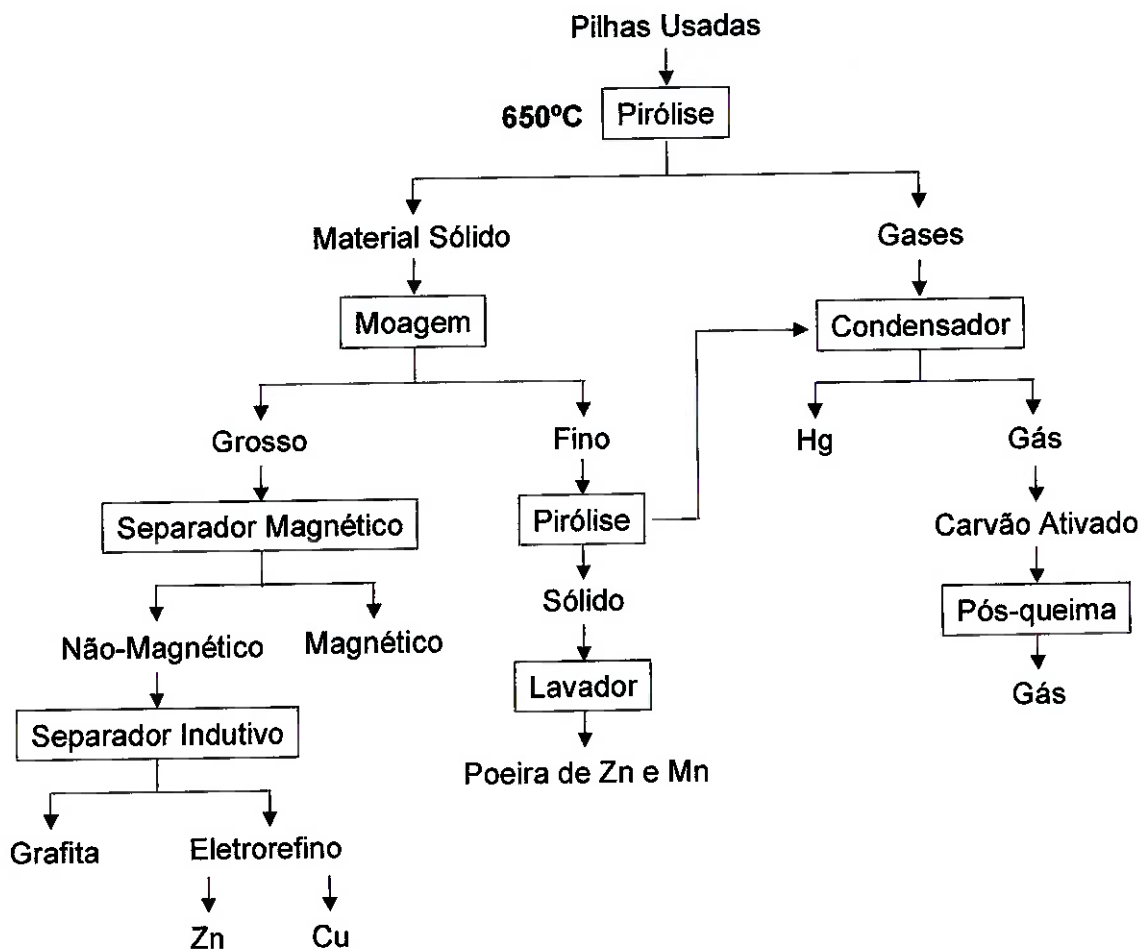 Pilhas Usadas
650ºC Pirólise
Material Sólido
Gases
Moagem
Condensador
Grosso
Fino
Hg
Gás
Separador Magnético
Pirólise
Carvão Ativado
Não-Magnético
Magnético
Sólido
Pós-queima
Separador Indutivo
Lavador
Gás
Poeira de Zn e Mn
Grafita
Eletrorefino
Zn
Cu